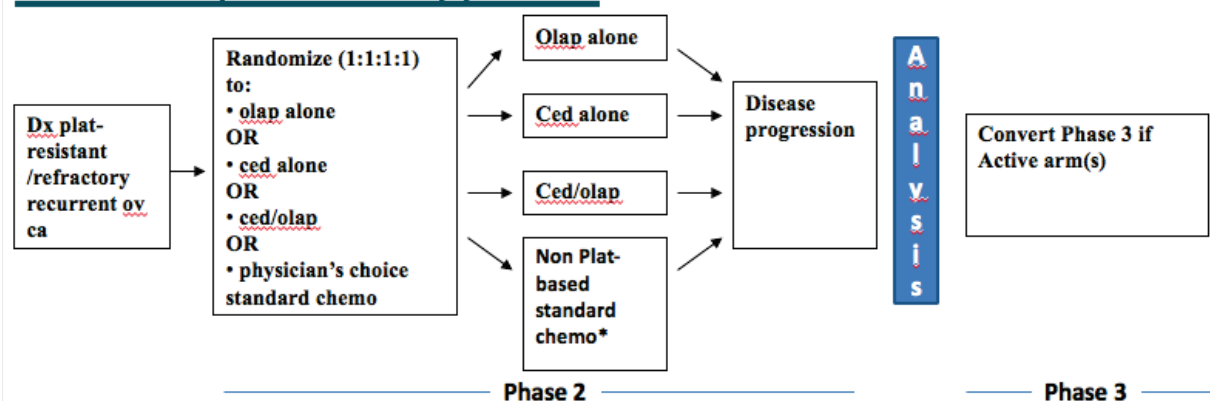 Dx plat-
resistant
/refractory
recurrent ov
ca
Randomize (1:1:1:1)
to:
• olap alone
OR
• ced alone
OR
• ced/olap
OR
• physician's choice
standard chemo
Olap alone
Ced alone
Ced/olap
Non Plat-
based
standard
chemo*
Disease
progression
A
n
a
l
y
s
i
s
Convert Phase 3 if
Active arm(s)
Phase 2
Phase 3